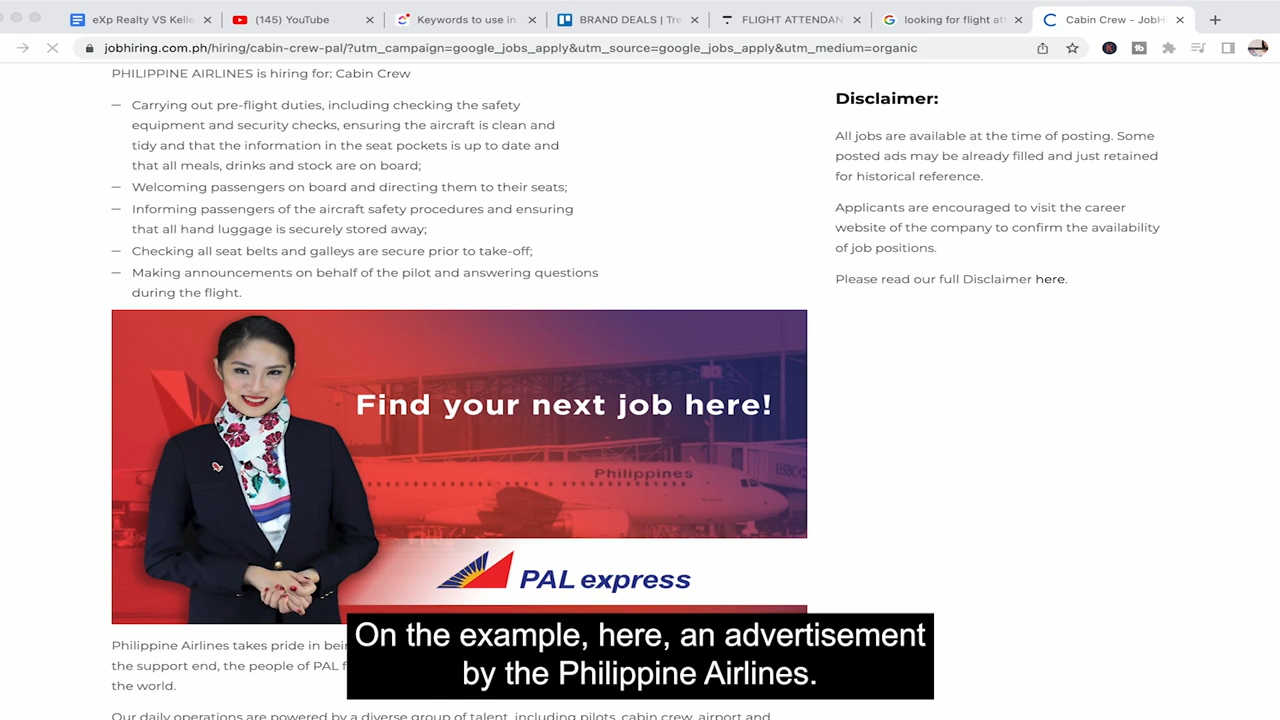 eXp Realty VS Kelle
(145) YouTube
Keywords to use in
BRAND DEALS | Tre
FLIGHT ATTENDAN
looking for flight at
Cabin Crew – JobH
jobhiring.com.ph/hiring/cabin-crew-pal/?utm_campaign=google_jobs_apply&utm_source=google_jobs_apply&utm_medium=organic
PHILIPPINE AIRLINES is hiring for: Cabin Crew
— Carrying out pre-flight duties, including checking the safety
equipment and security checks, ensuring the aircraft is clean and
tidy and that the information in the seat pockets is up to date and
that all meals, drinks and stock are on board;
— Welcoming passengers on board and directing them to their seats;
— Informing passengers of the aircraft safety procedures and ensuring
that all hand luggage is securely stored away;
— Checking all seat belts and galleys are secure prior to take-off;
— Making announcements on behalf of the pilot and answering questions
during the flight.
Disclaimer:
All jobs are available at the time of posting. Some
posted ads may be already filled and just retained
for historical reference.
Applicants are encouraged to visit the career
website of the company to confirm the availability
of job positions.
Please read our full Disclaimer here.
Find your next job here!
Philippines
HSBC
PAL express
Philippine Airlines takes pride in bei
the support end, the people of PAL f
the world.
On the example, here, an advertisement
by the Philippine Airlines.
Our daily operations are powered by a diverse group of talent, including pilots, cabin crew, airport and